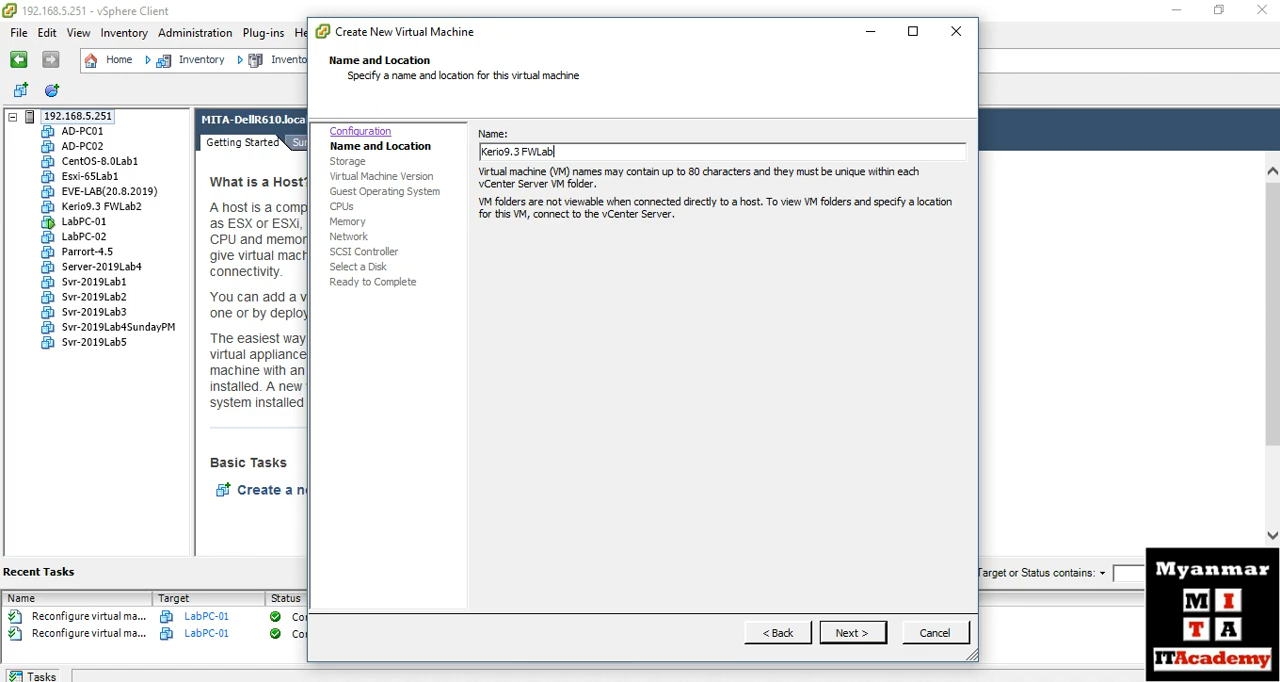 192.168.5.251 - vSphere Client
File Edit View Inventory Administration Plug-ins He
Home Inventory Invento
192.168.5.251
AD-PC01
AD-PC02
CentOS-8.0Lab1
Esxi-65Lab1
EVE-LAB(20.8.2019)
Kerio9.3 FWLab2
LabPC-01
LabPC-02
Parrort-4.5
Server-2019Lab4
Svr-2019Lab1
Svr-2019Lab2
Svr-2019Lab3
Svr-2019Lab4SundayPM
Svr-2019Lab5
MITA-DellR610.loca
Getting Started Sur
What is a Host?
A host is a comp
as ESX or ESXi,
CPU and memor
give virtual mach
connectivity.
You can add a v
one or by deploy
The easiest way
virtual appliance
machine with an
installed. A new
system installed
Basic Tasks
Create a n
Create New Virtual Machine
Name and Location
Specify a name and location for this virtual machine
Configuration
Name and Location
Storage
Virtual Machine Version
Guest Operating System
CPUs
Memory
Network
SCSI Controller
Select a Disk
Ready to Complete
Name:
Kerio9.3 FWLab
Virtual machine (VM) names may contain up to 80 characters and they must be unique within each
vCenter Server VM folder.
VM folders are not viewable when connected directly to a host. To view VM folders and specify a location
for this VM, connect to the vCenter Server.
< Back Next > Cancel
Recent Tasks
Target or Status contains:
Name Target Status
Reconfigure virtual ma... LabPC-01 Con
Reconfigure virtual ma... LabPC-01 Con
Tasks
Myanmar
M I
T A
ITAcademy